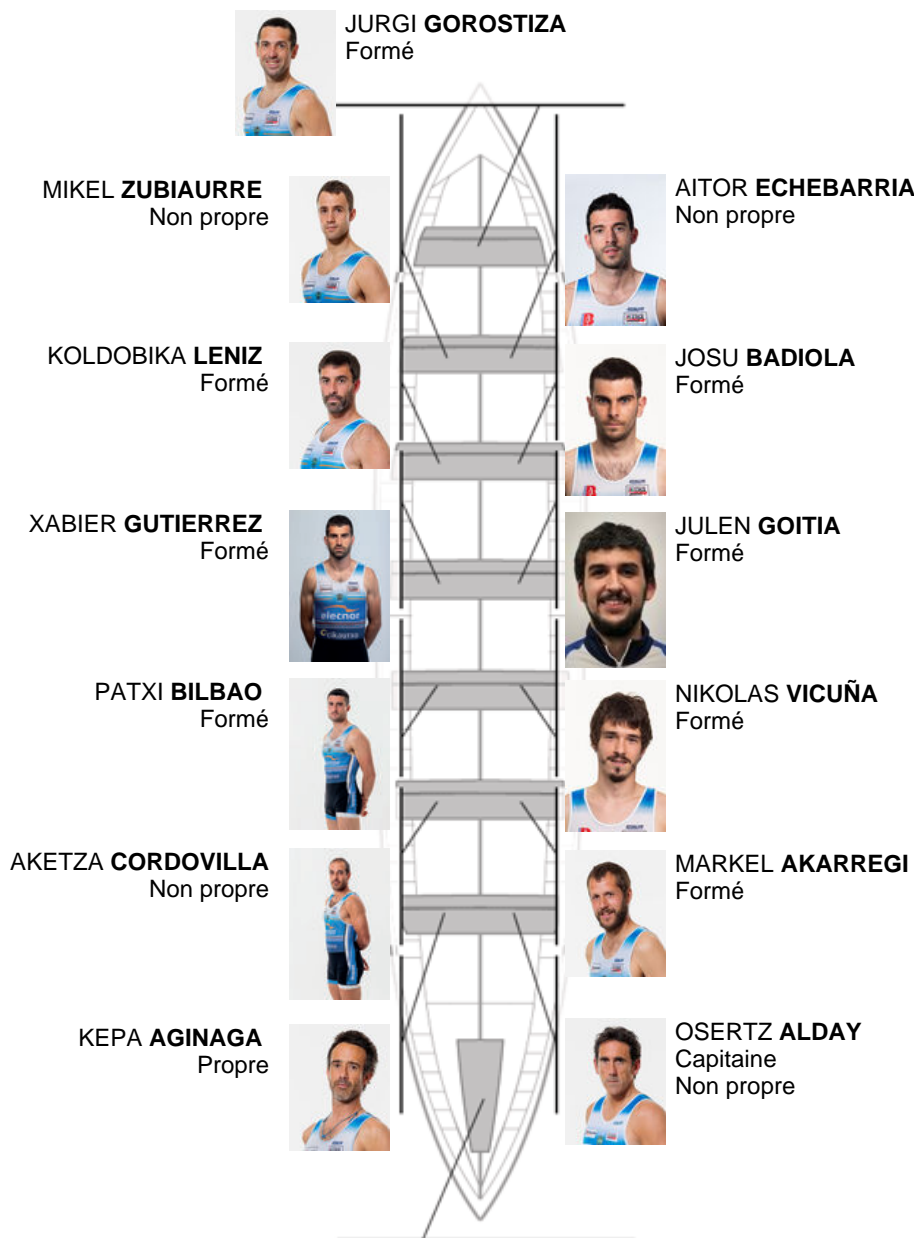 JURGI GOROSTIZA
Formé
MIKEL ZUBIAURRE
Non propre
AITOR ECHEBARRIA
Non propre
KOLDOBIKA LENIZ
Formé
JOSU BADIOLA
Formé
XABIER GUTIERREZ
Formé
elecnor
cikautxo
JULEN GOITIA
Formé
PATXI BILBAO
Formé
NIKOLAS VICUÑA
Formé
AKETZA CORDOVILLA
Non propre
MARKEL AKARREGI
Formé
KEPA AGINAGA
Propre
OSERTZ ALDAY
Capitaine
Non propre